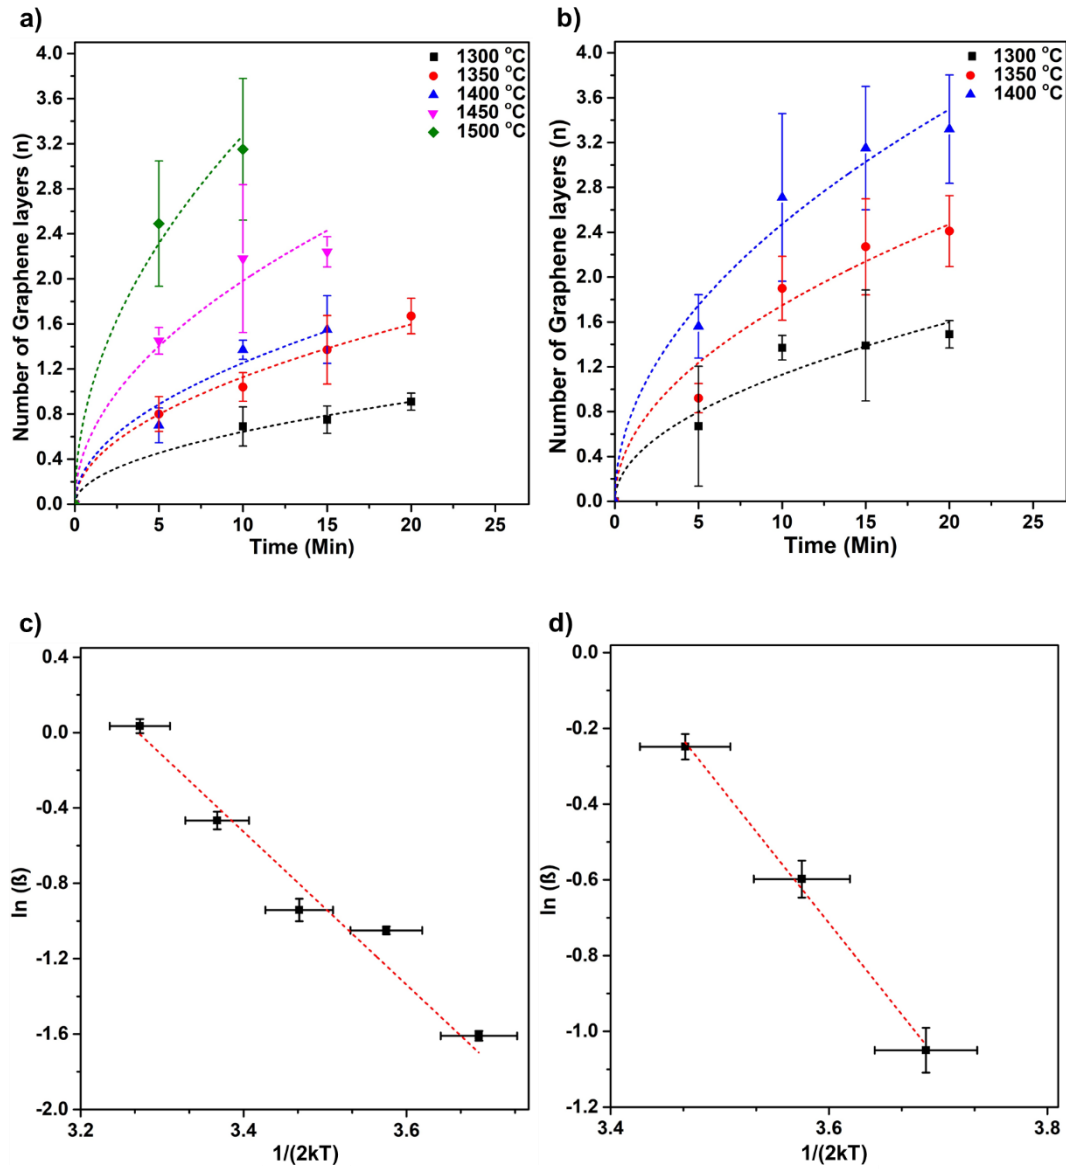 a)
4.0
3.6
3.2
2.8
2.4
2.0
1.6
1.2
0.8
0.4
0.0
0
5
10
15
20
25
Number of Graphene layers (n)
Time (Min)
1300 °C
1350 °C
1400 °C
1450 °C
1500 °C
b)
4.0
3.6
3.2
2.8
2.4
2.0
1.6
1.2
0.8
0.4
0.0
0
5
10
15
20
25
Number of Graphene layers (n)
Time (Min)
1300 °C
1350 °C
1400 °C
c)
0.4
0.0
-0.4
-0.8
-1.2
-1.6
-2.0
3.2
3.4
3.6
ln (ß)
1/(2kT)
d)
0.0
-0.2
-0.4
-0.6
-0.8
-1.0
-1.2
3.4
3.6
3.8
ln (ß)
1/(2kT)